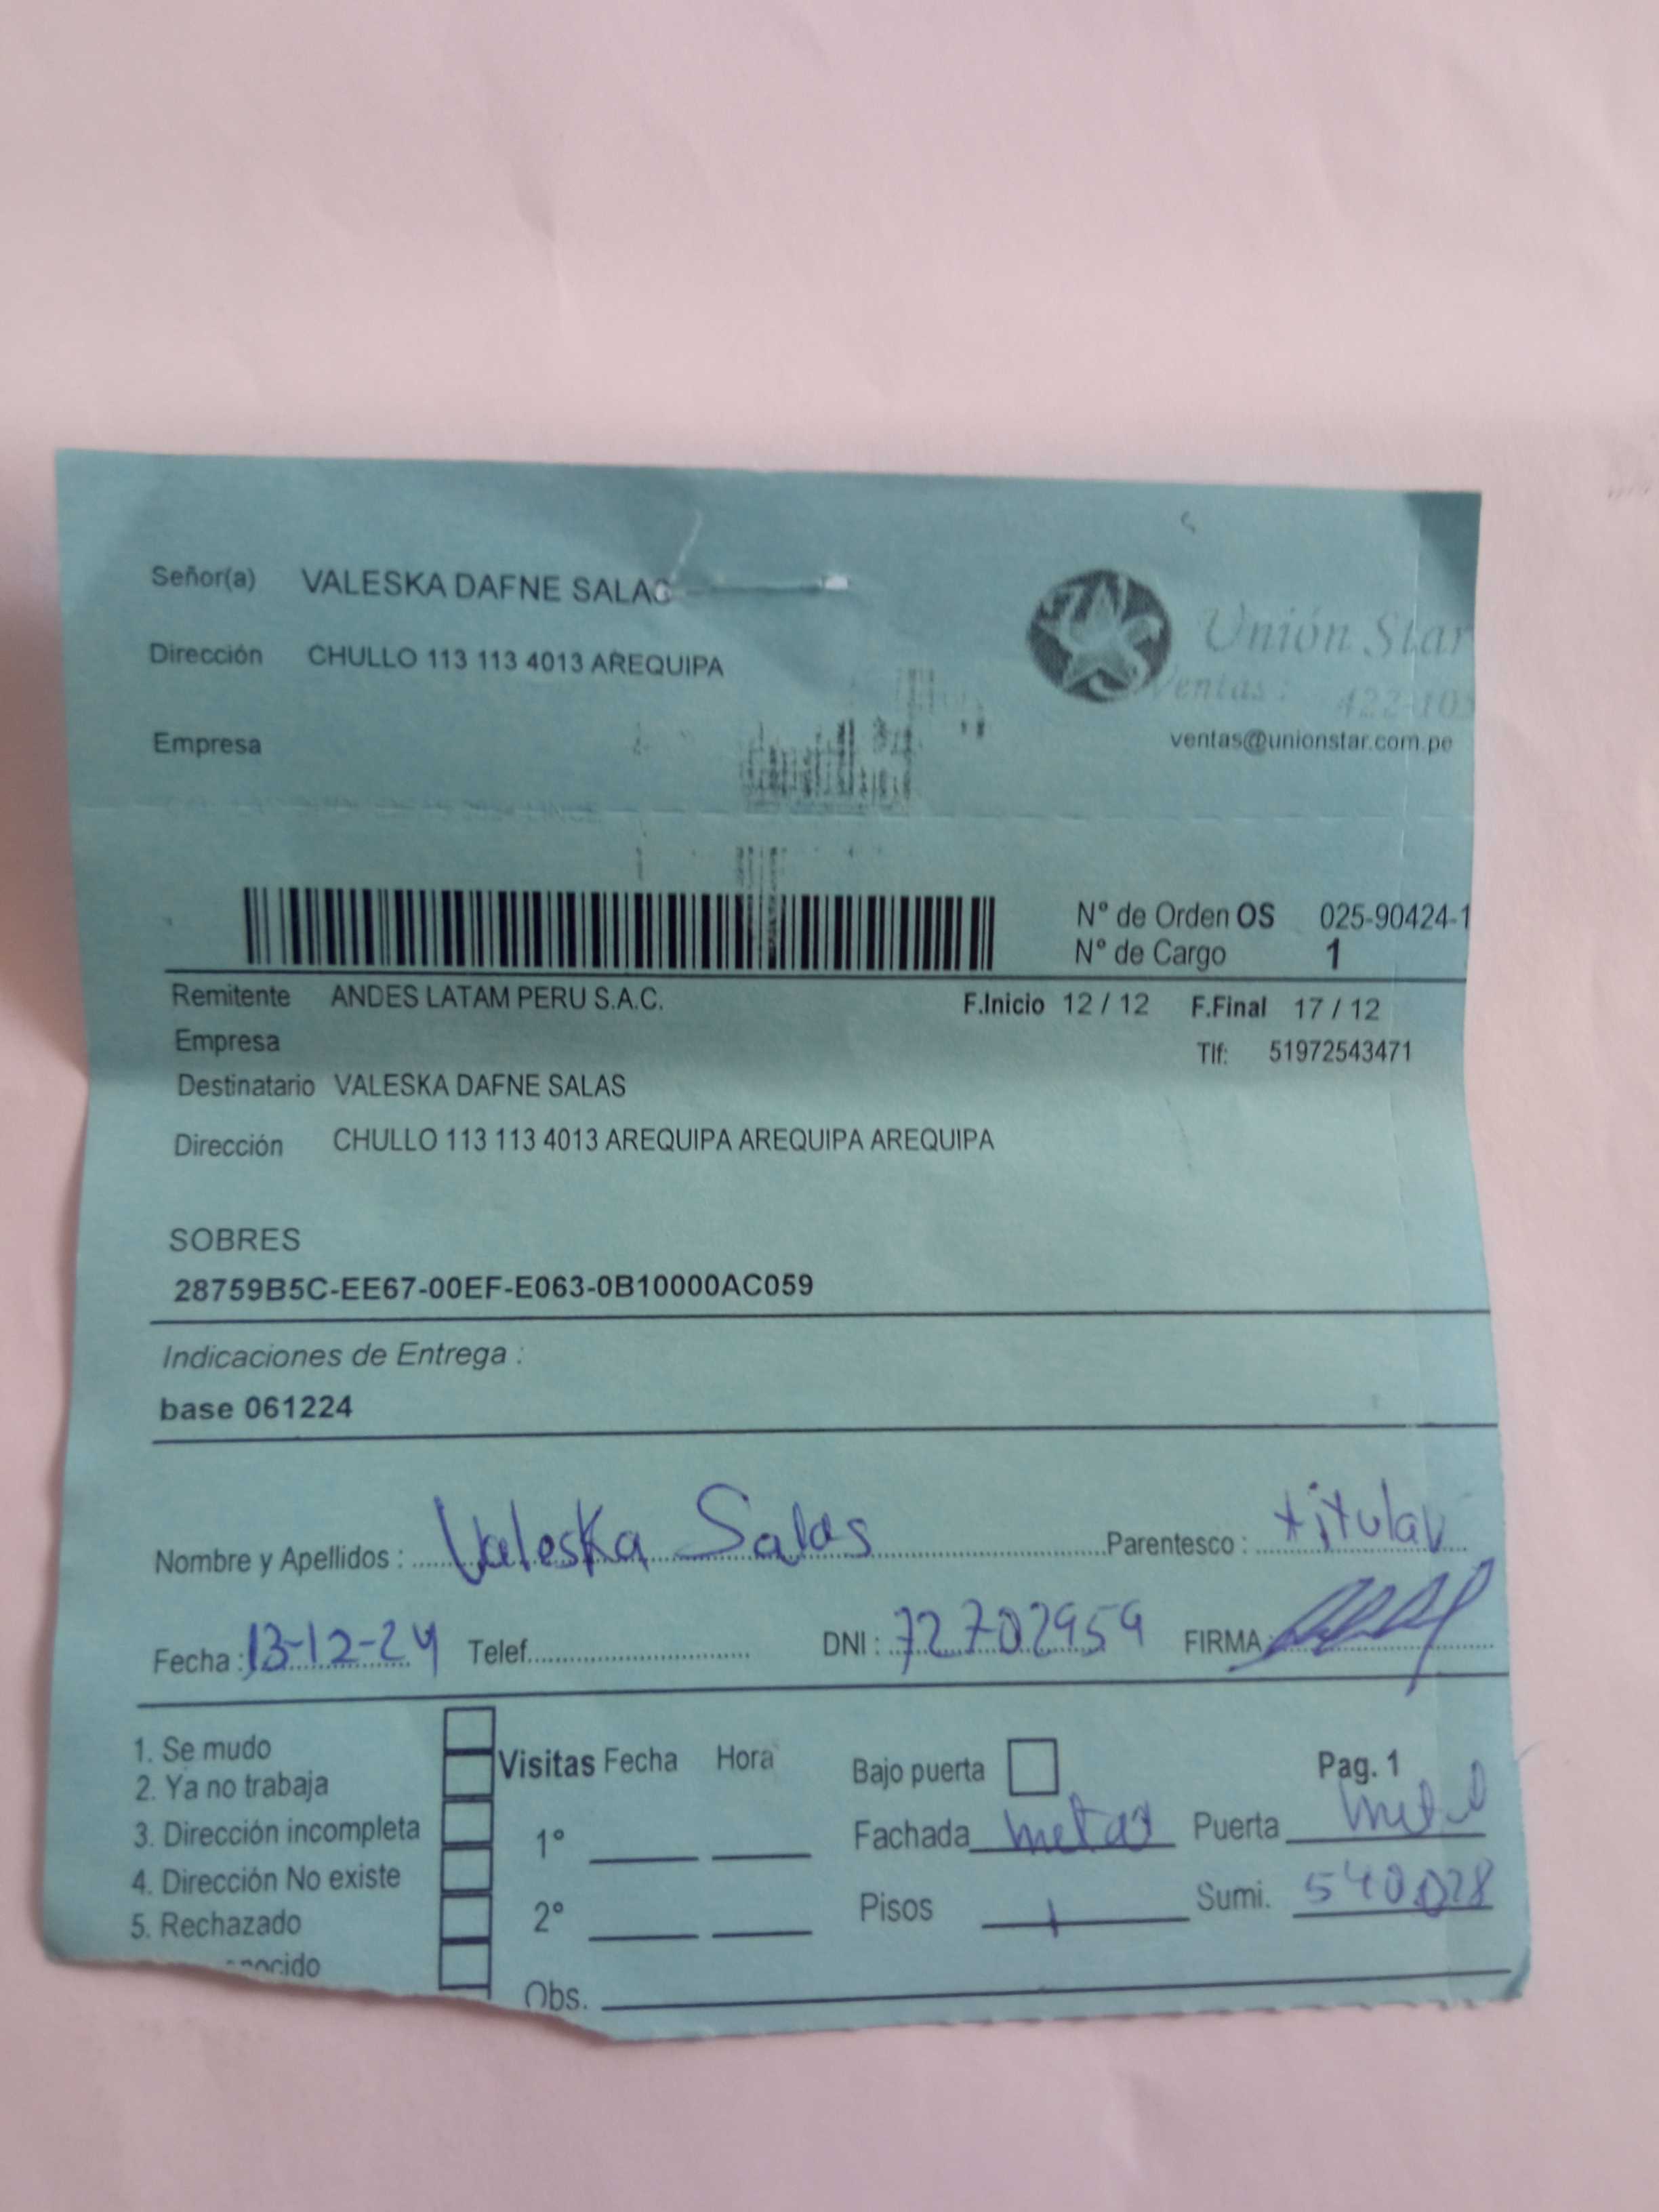 Señor(a) VALESKA DAFNE SALAS
Unión Star
Dirección CHULLO 113 113 4013 AREQUIPA
Ventas : 422-10
Empresa
ventas@unionstar.com.pe
N° de Orden OS 025-90424-1
N° de Cargo 1
Remitente ANDES LATAM PERU S.A.C.
F.Inicio 12 / 12 F.Final 17 / 12
Empresa
Tlf: 51972543471
Destinatario VALESKA DAFNE SALAS
Dirección CHULLO 113 113 4013 AREQUIPA AREQUIPA AREQUIPA
SOBRES
28759B5C-EE67-00EF-E063-0B10000AC059
Indicaciones de Entrega :
base 061224
Nombre y Apellidos : Valeska Salas Parentesco : titular
Fecha : 13-12-24 Telef. DNI : 72702959 FIRMA:
1. Se mudo
2. Ya no trabaja
3. Dirección incompleta
4. Dirección No existe
5. Rechazado
Visitas Fecha Hora
1°
2°
Obs.
Bajo puerta
Pag. 1
Fachada Puerta metal
Pisos 1 Sumi. 540028